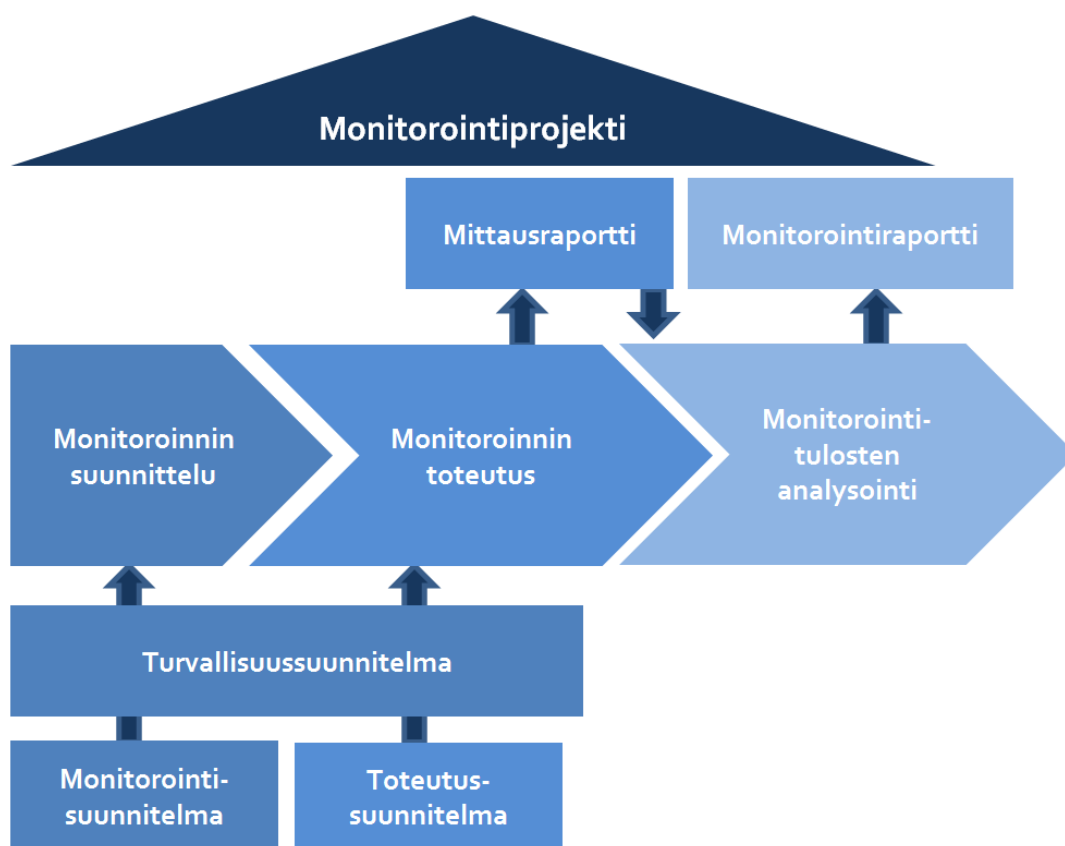 Monitorointiprojekti
Mittausraportti
Monitorointiraportti
Monitoroinnin
suunnittelu
Monitoroinnin
toteutus
Monitorointi-
tulosten
analysointi
Turvallisuussuunnitelma
Monitorointi-
suunnitelma
Toteutus-
suunnitelma